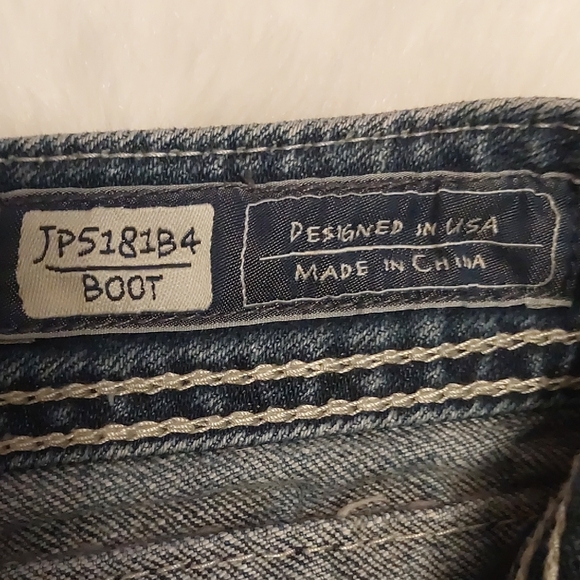 JP5181B4
BOOT
DESIGNED IN USA
MADE IN CHINA